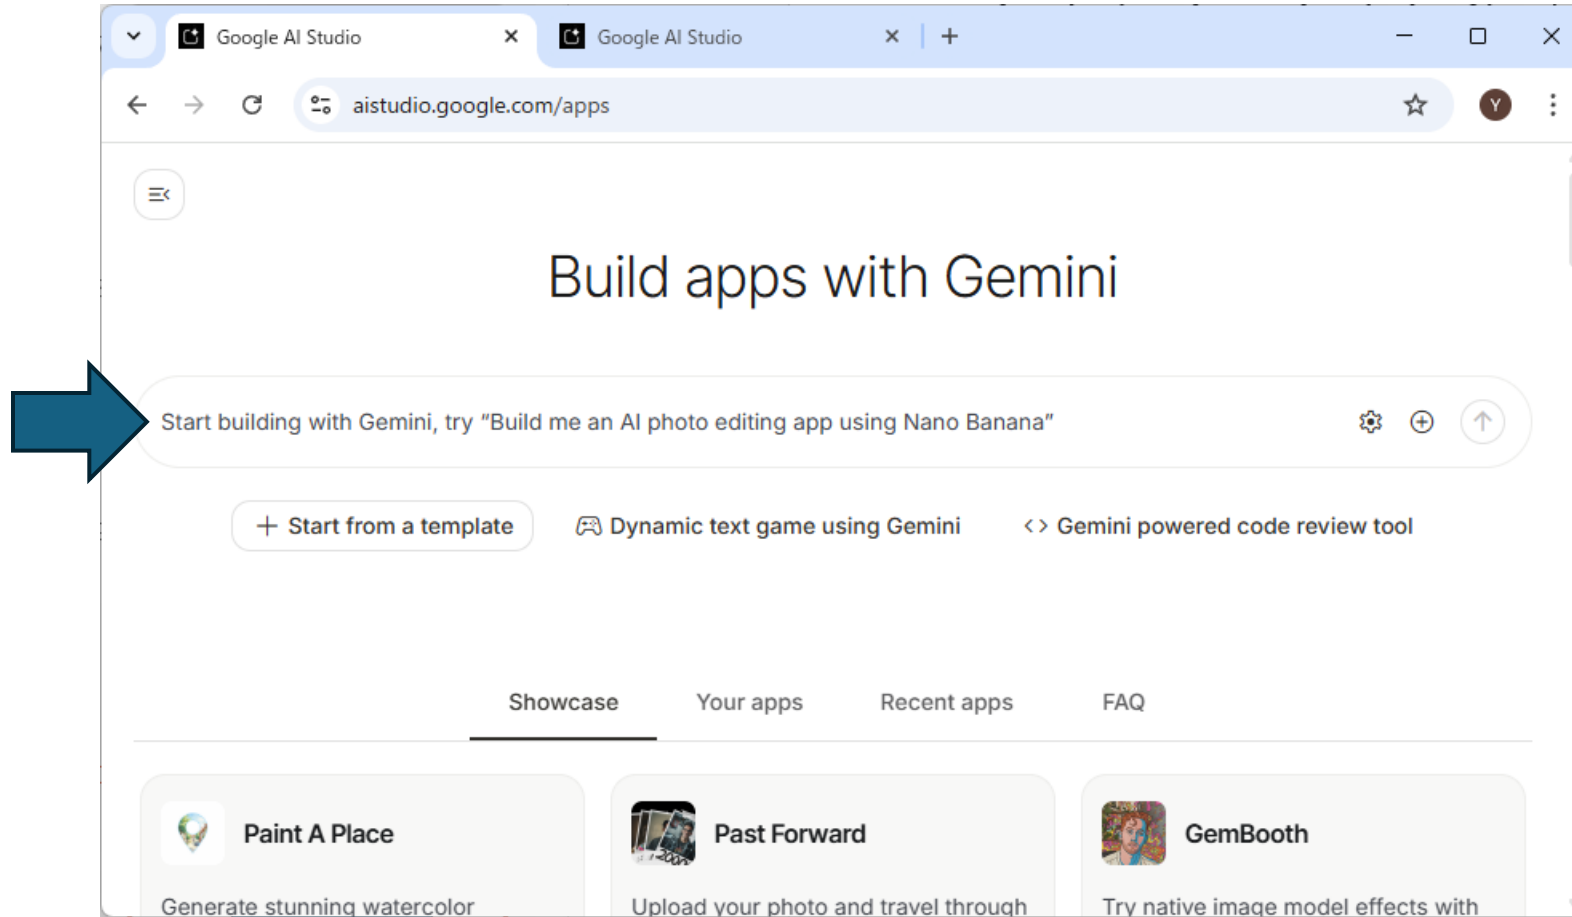 Google AI Studio
Google AI Studio
aistudio.google.com/apps
Y
Build apps with Gemini
Start building with Gemini, try “Build me an AI photo editing app using Nano Banana”
Start from a template
Dynamic text game using Gemini
Gemini powered code review tool
Showcase
Your apps
Recent apps
FAQ
Paint A Place
Past Forward
GemBooth
Generate stunning watercolor
Upload your photo and travel through
Try native image model effects with